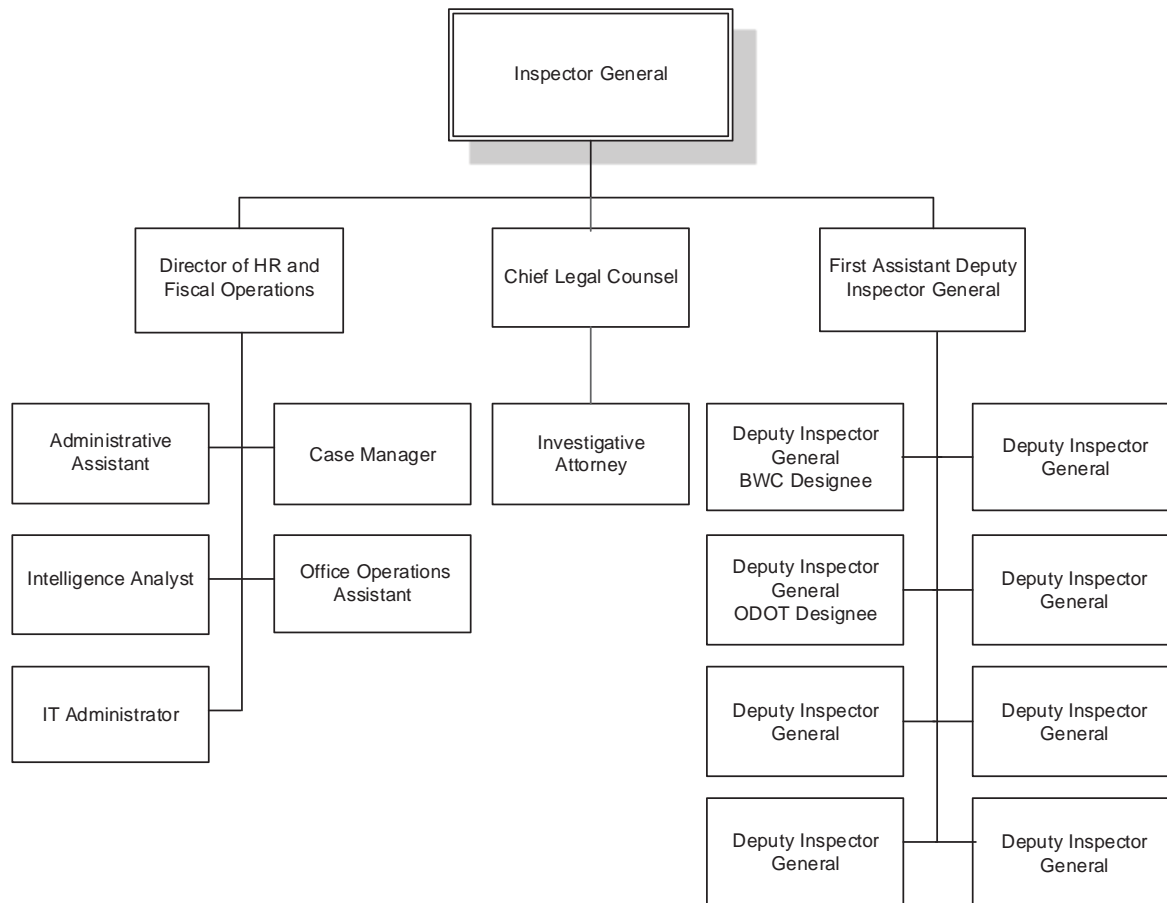 Inspector General
Director of HR and
Fiscal Operations
Chief Legal Counsel
First Assistant Deputy
Inspector General
Administrative
Assistant
Case Manager
Investigative
Attorney
Deputy Inspector
General
BWC Designee
Deputy Inspector
General
Intelligence Analyst
Office Operations
Assistant
Deputy Inspector
General
ODOT Designee
Deputy Inspector
General
IT Administrator
Deputy Inspector
General
Deputy Inspector
General
Deputy Inspector
General
Deputy Inspector
General